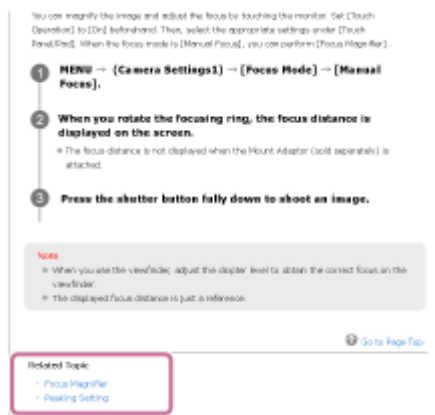 You can magnify the image and adjust the focus by touching the monitor. Set [Touch
Operation] to [On] beforehand. Then, select the appropriate settings under [Touch
Panel/Pad]. When the focus mode is [Manual Focus], you can perform [Focus Magnifier].
1 MENU → (Camera Settings1) → [Focus Mode] → [Manual
Focus].
2 When you rotate the focusing ring, the focus distance is
displayed on the screen.
The focus distance is not displayed when the Mount Adaptor (sold separately) is
attached.
3 Press the shutter button fully down to shoot an image.
Note
When you use the viewfinder, adjust the diopter level to obtain the correct focus on the
viewfinder.
The displayed focus distance is just a reference.
Go to Page Top
Related Topic
Focus Magnifier
Peaking Setting